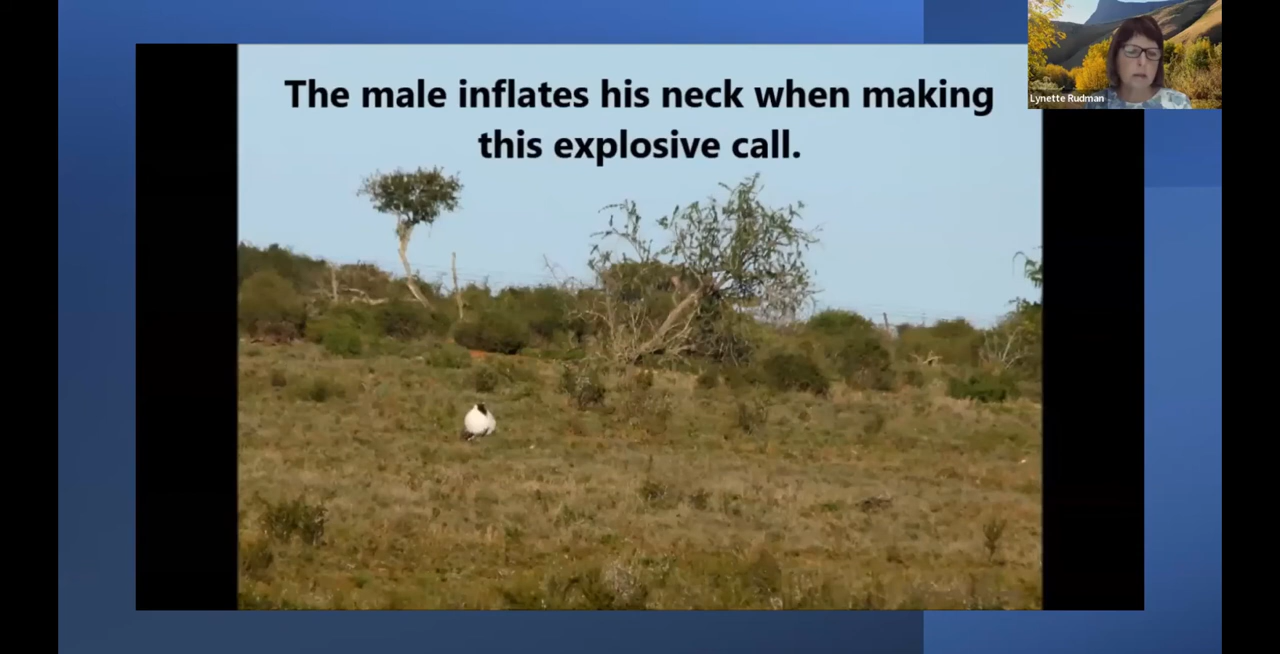 The male inflates his neck when making
this explosive call.
Lynette Rudman